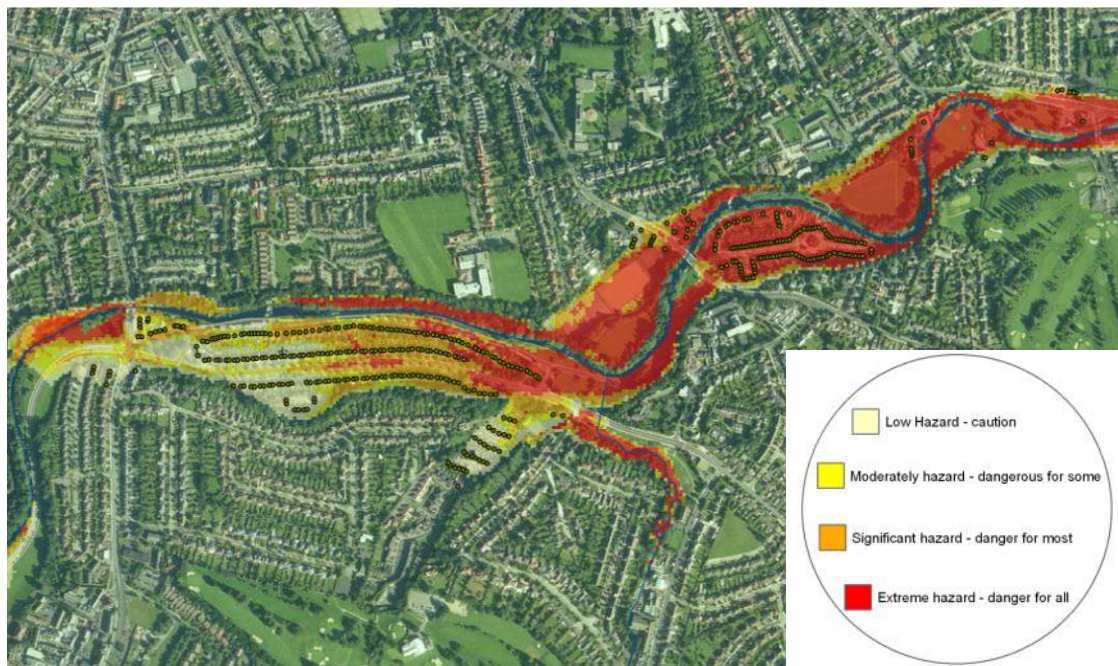 Low Hazard - caution
Moderately hazard - dangerous for some
Significant hazard - danger for most
Extreme hazard - danger for all